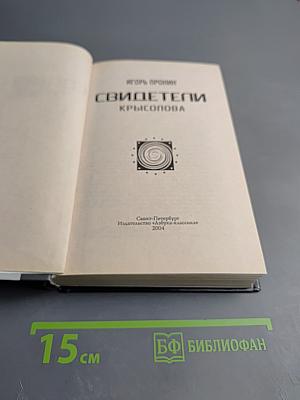 ИГОРЬ ПРОНИН
СВИДЕТЕЛИ
КРЫСОЛОВА
Санкт-Петербург
Издательство «Азбука-классика»
2004
15 см
БФ БИБЛИОФАН